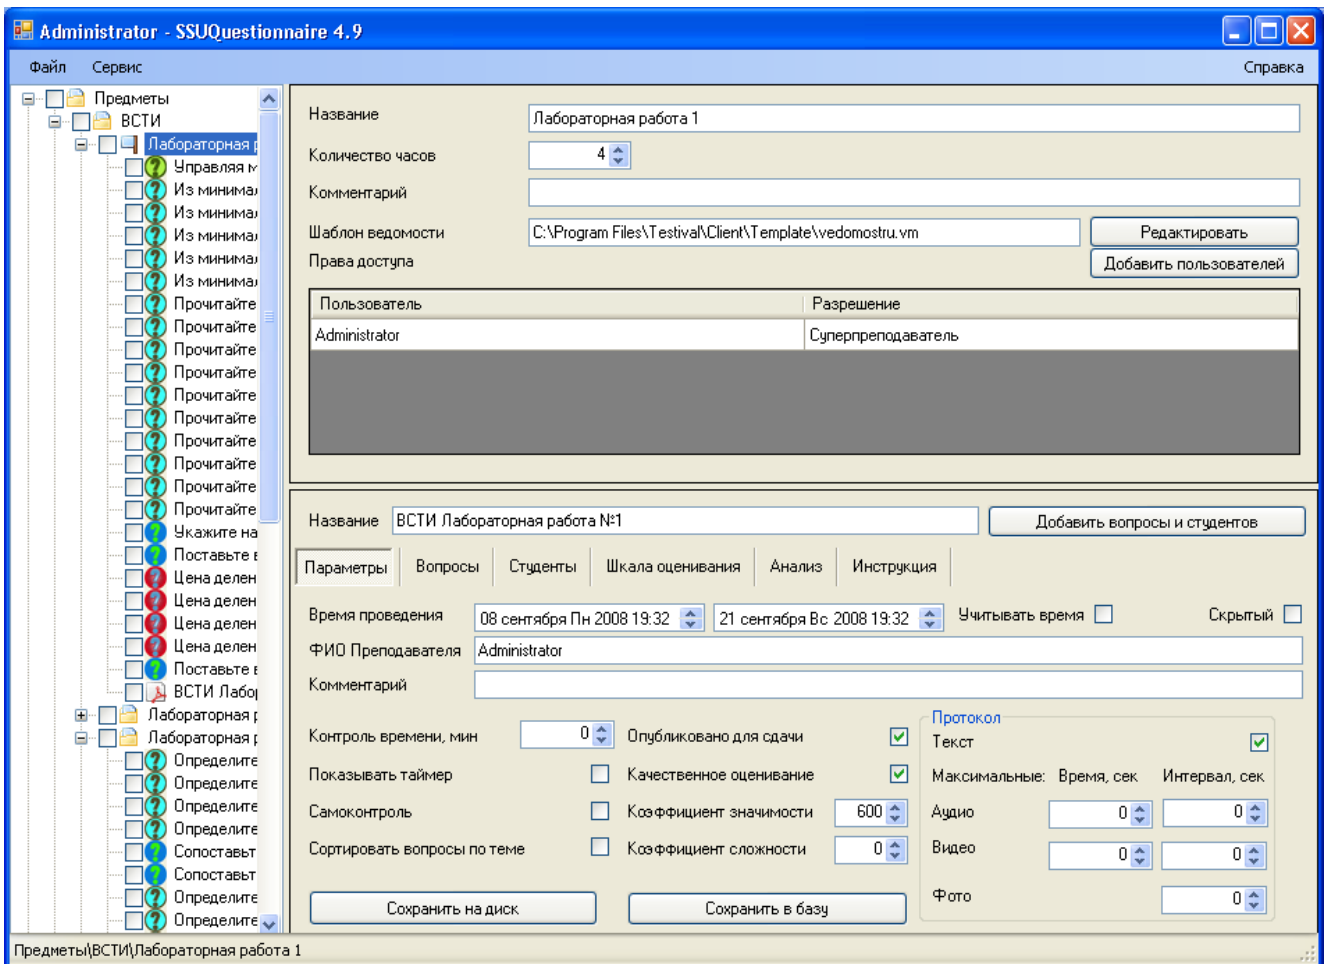 Administrator - SSUQuestionnaire 4.9
Файл Сервис Справка
Предметы
ВСТИ
Лабораторная р
Управляя м
Из минимал
Из минимал
Из минимал
Из минимал
Из минимал
Прочитайте
Прочитайте
Прочитайте
Прочитайте
Прочитайте
Прочитайте
Прочитайте
Прочитайте
Прочитайте
Прочитайте
Укажите на
Поставьте в
Цена делен
Цена делен
Цена делен
Цена делен
Поставьте в
ВСТИ Лабор
Лабораторная р
Лабораторная р
Определите
Определите
Определите
Определите
Сопоставьт
Сопоставьт
Определите
Определите
Название Лабораторная работа 1
Количество часов 4
Комментарий
Шаблон ведомости C:\Program Files\Testival\Client\Template\vedomostru.vm Редактировать
Права доступа Добавить пользователей
Пользователь Разрешение
Administrator Суперпреподаватель
Название ВСТИ Лабораторная работа №1 Добавить вопросы и студентов
Параметры Вопросы Студенты Шкала оценивания Анализ Инструкция
Время проведения 08 сентября Пн 2008 19:32 21 сентября Вс 2008 19:32 Учитывать время Скрытый
ФИО Преподавателя Administrator
Комментарий
Контроль времени, мин 0 Опубликовано для сдачи
Показывать таймер Качественное оценивание
Самоконтроль Коэффициент значимости 600
Сортировать вопросы по теме Коэффициент сложности 0
Сохранить на диск Сохранить в базу
Протокол
Текст
Максимальные: Время, сек Интервал, сек
Аудио 0 0
Видео 0 0
Фото 0
Предметы\ВСТИ\Лабораторная работа 1